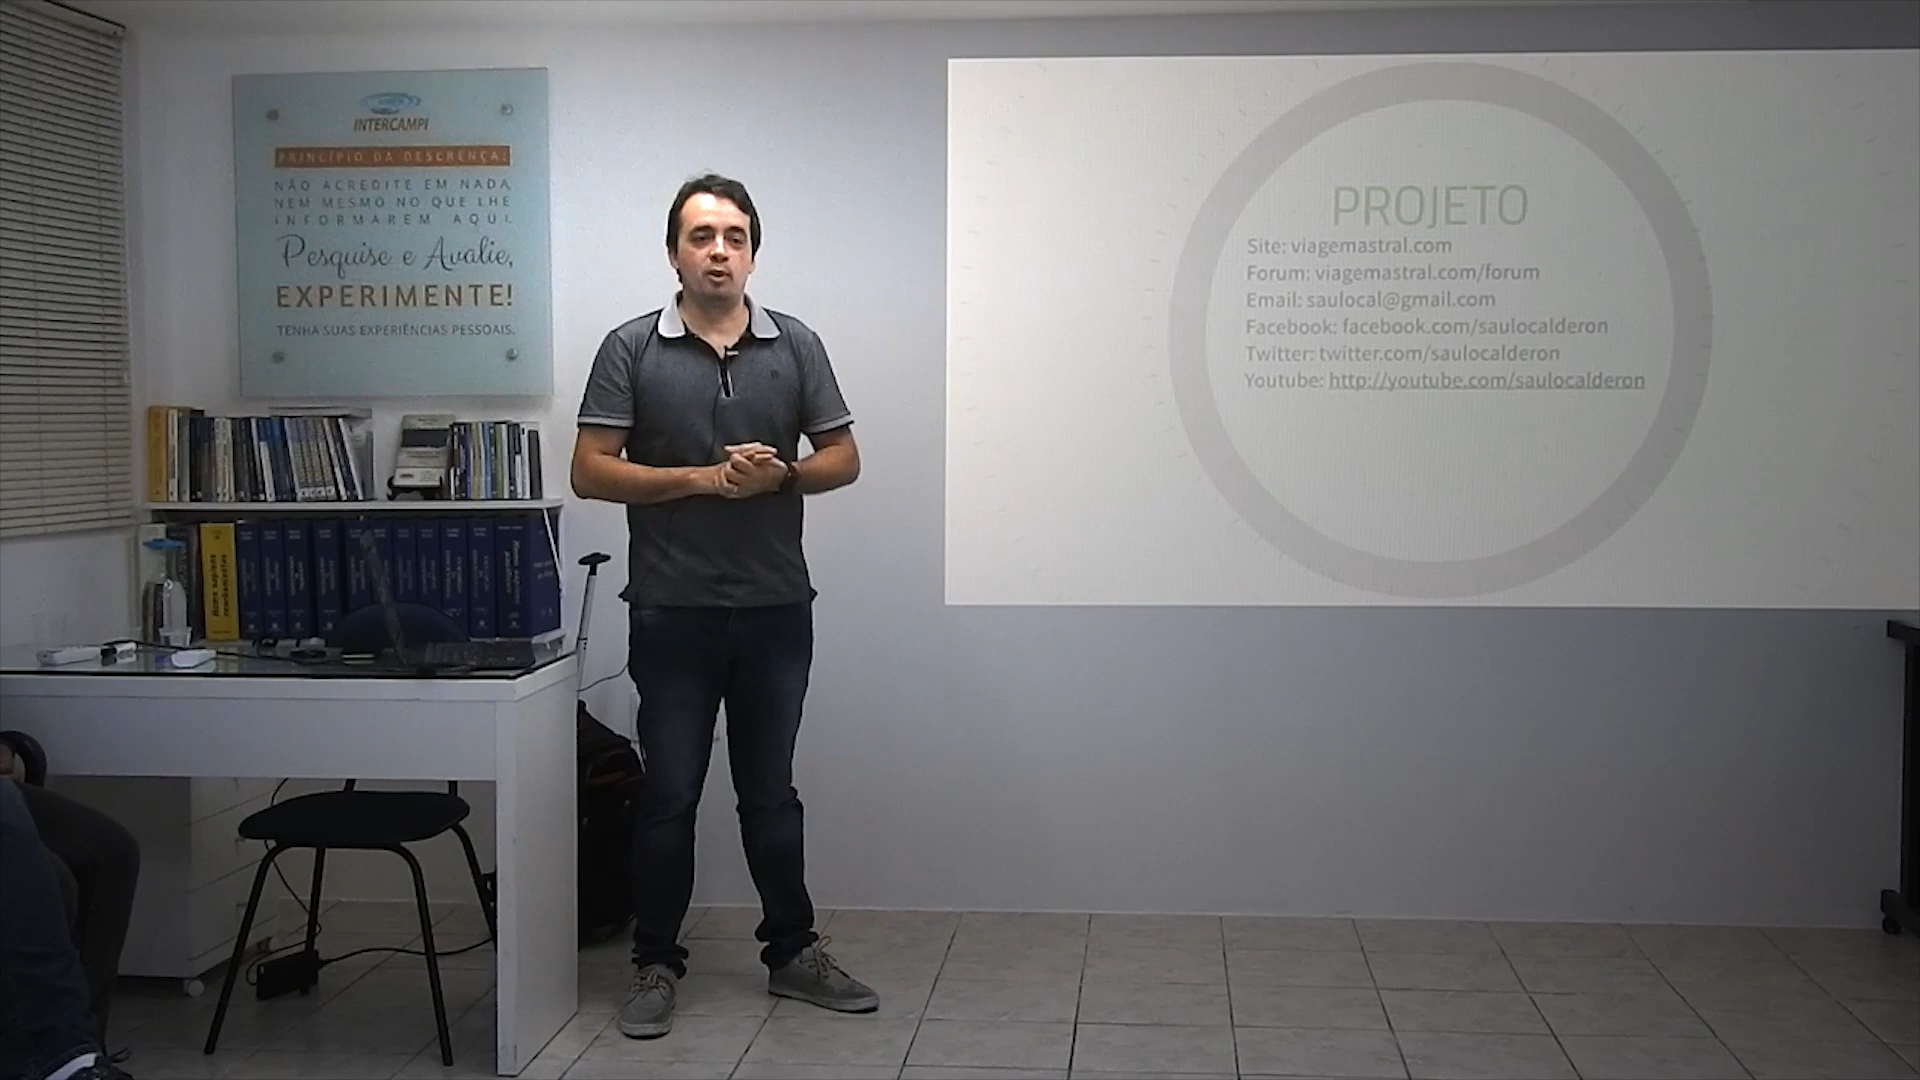 INTERCAMPI
PRINCÍPIO DA DESCRENÇA:
NÃO ACREDITE EM NADA,
NEM MESMO NO QUE LHE
INFORMAREM AQUI.
Pesquise e Avalie,
EXPERIMENTE!
TENHA SUAS EXPERIÊNCIAS PESSOAIS.
PROJETO
Site: viagemastral.com
Forum: viagemastral.com/forum
Email: saulocal@gmail.com
Facebook: facebook.com/saulocalderon
Twitter: twitter.com/saulocalderon
Youtube: http://youtube.com/saulocalderon
Homo sapiens